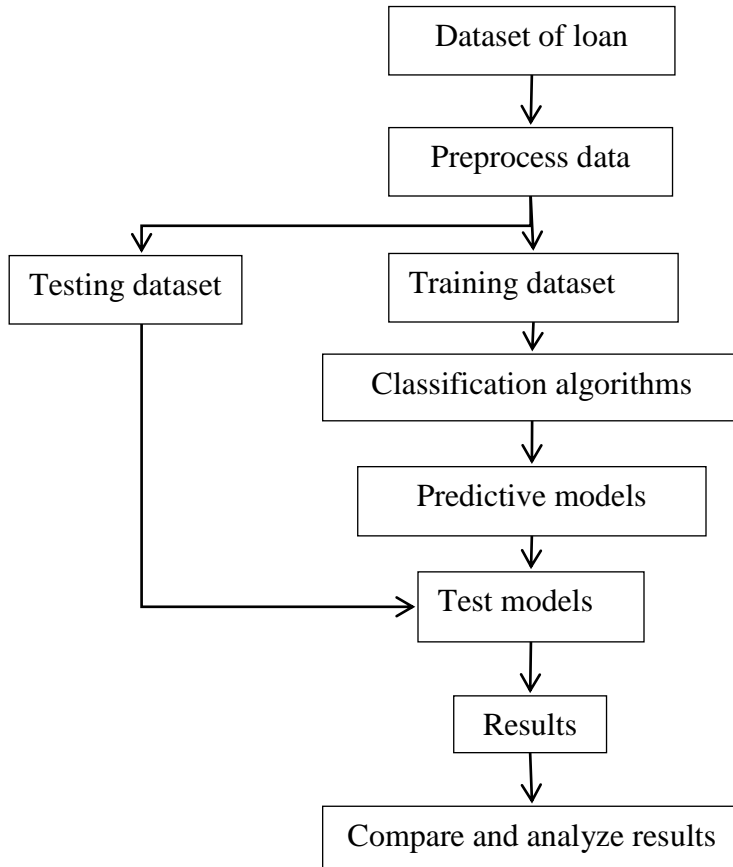 Dataset of loan
Preprocess data
Testing dataset
Training dataset
Classification algorithms
Predictive models
Test models
Results
Compare and analyze results